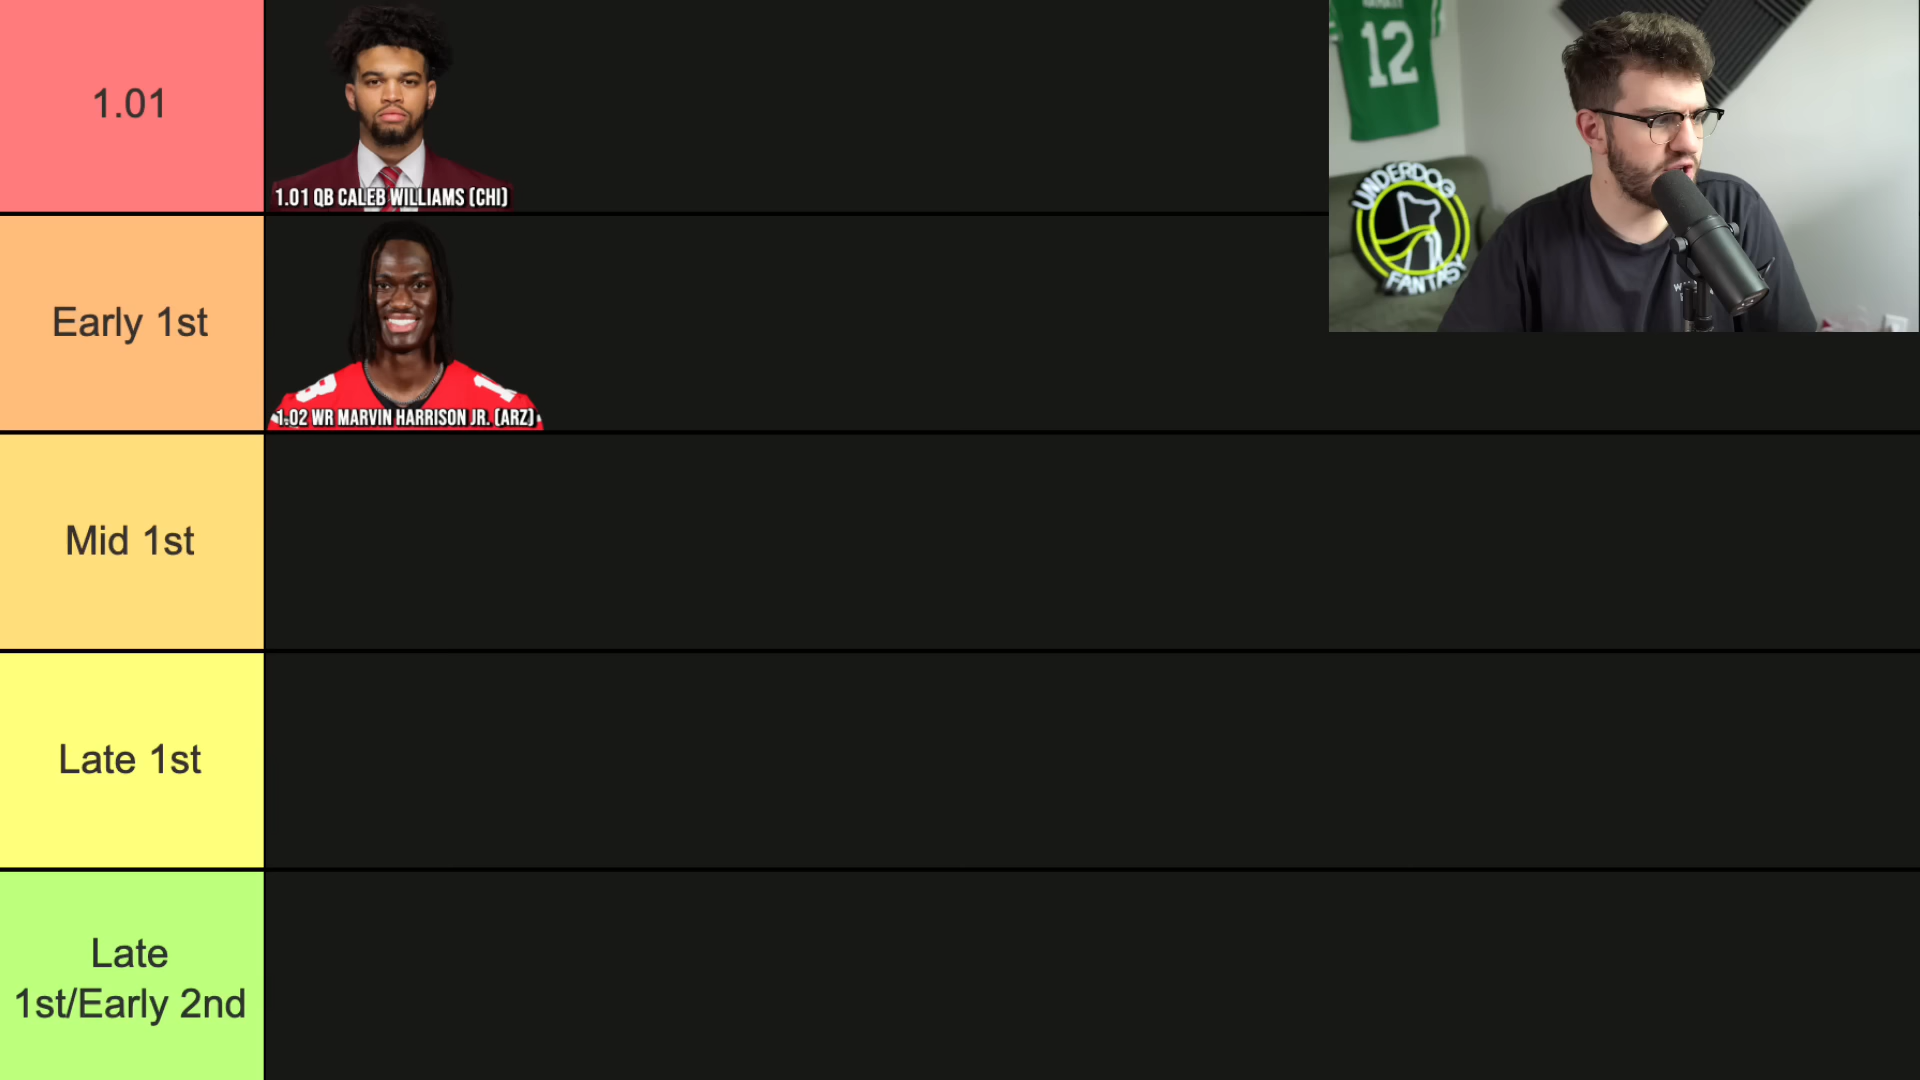 1.01
1.01 QB CALEB WILLIAMS (CHI)
12
UNDERDOG
FANTASY
Early 1st
1.02 WR MARVIN HARRISON JR. (ARZ)
Mid 1st
Late 1st
Late
1st/Early 2nd